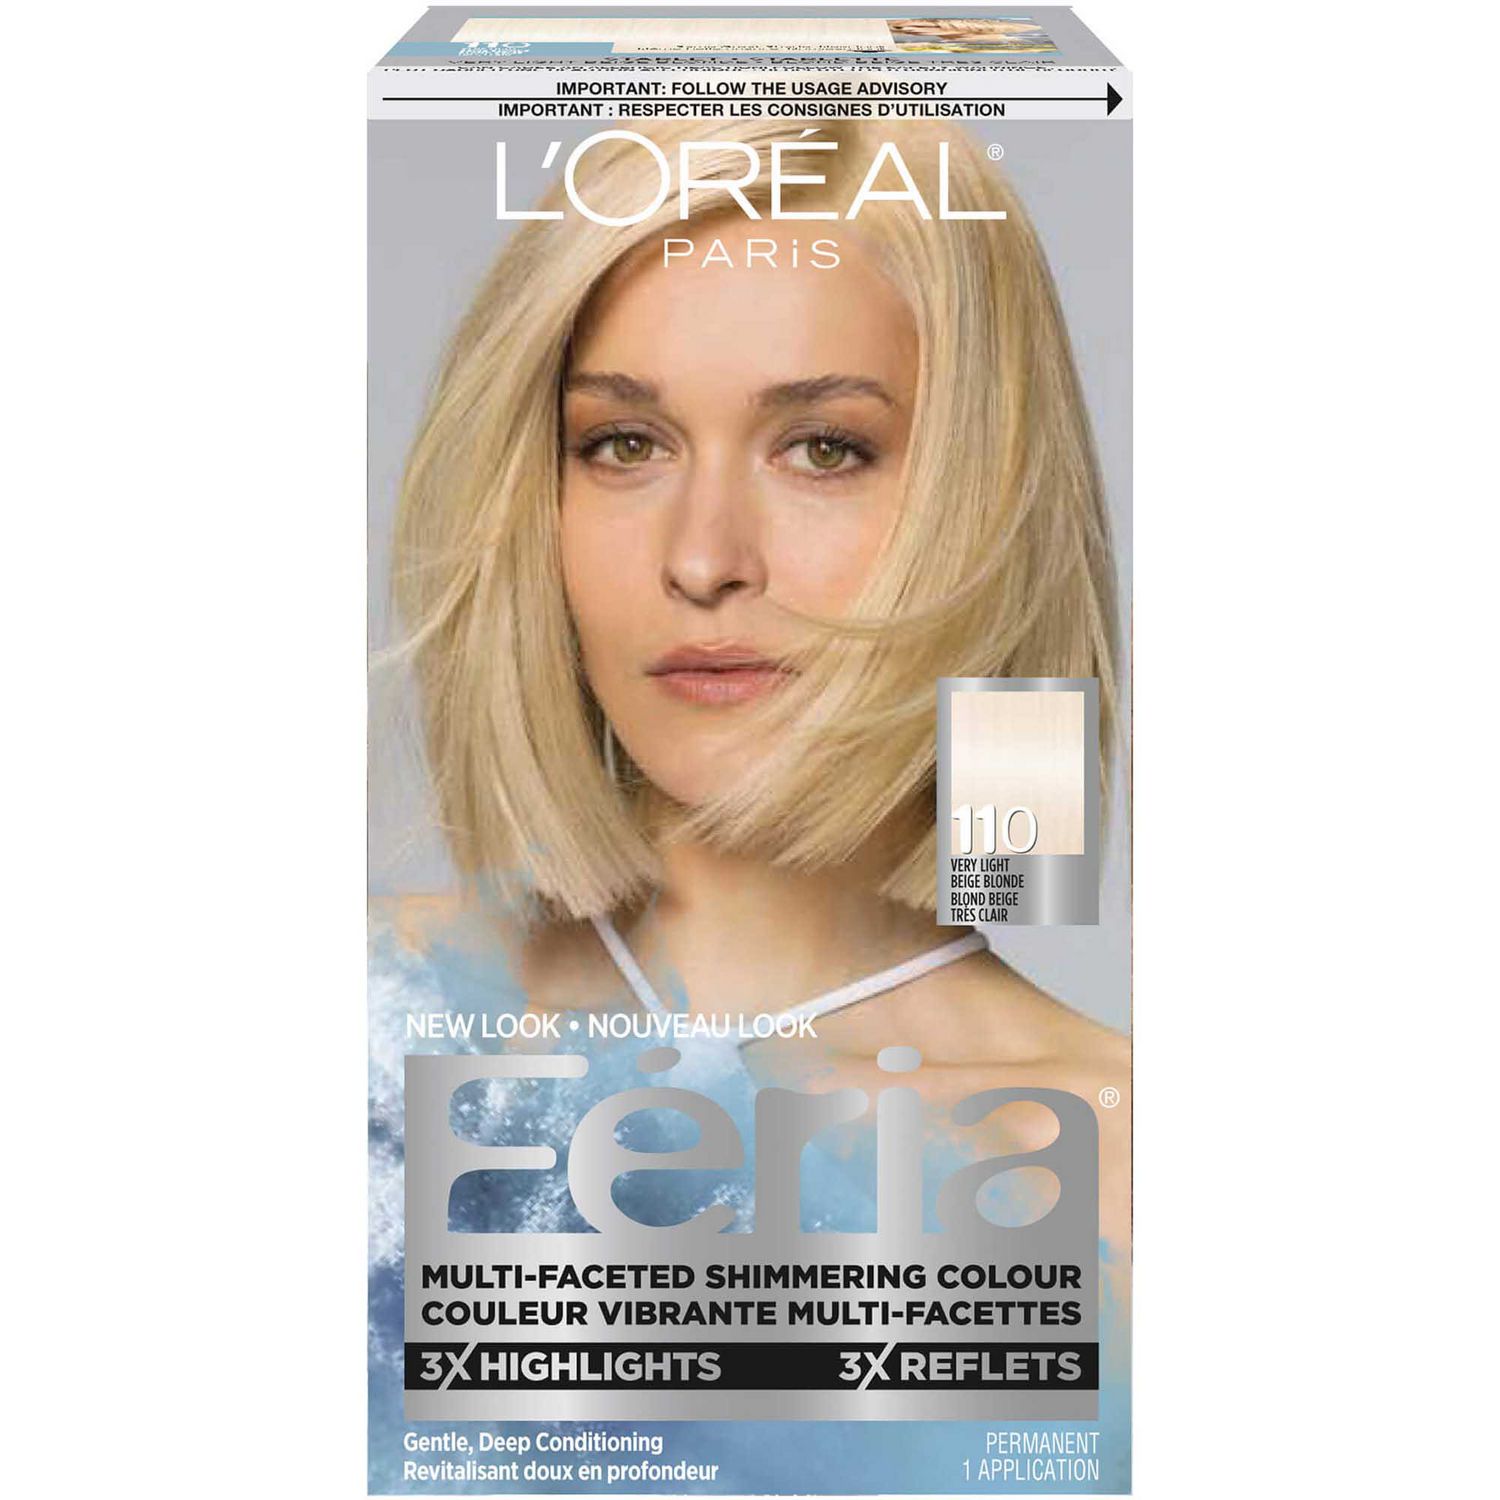 110
IMPORTANT: FOLLOW THE USAGE ADVISORY
IMPORTANT : RESPECTER LES CONSIGNES D'UTILISATION
L'ORÉAL®
PARiS
110
VERY LIGHT
BEIGE BLONDE
BLOND BEIGE
TRÈS CLAIR
NEW LOOK • NOUVEAU LOOK
Féria®
MULTI-FACETED SHIMMERING COLOUR
COULEUR VIBRANTE MULTI-FACETTES
3X HIGHLIGHTS 3X REFLETS
Gentle, Deep Conditioning
Revitalisant doux en profondeur
PERMANENT
1 APPLICATION